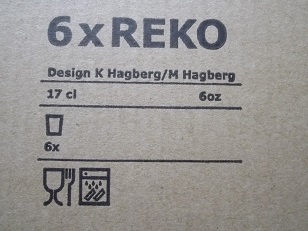 6xREKO
Design K Hagberg/M Hagberg
17 cl 6oz
6x